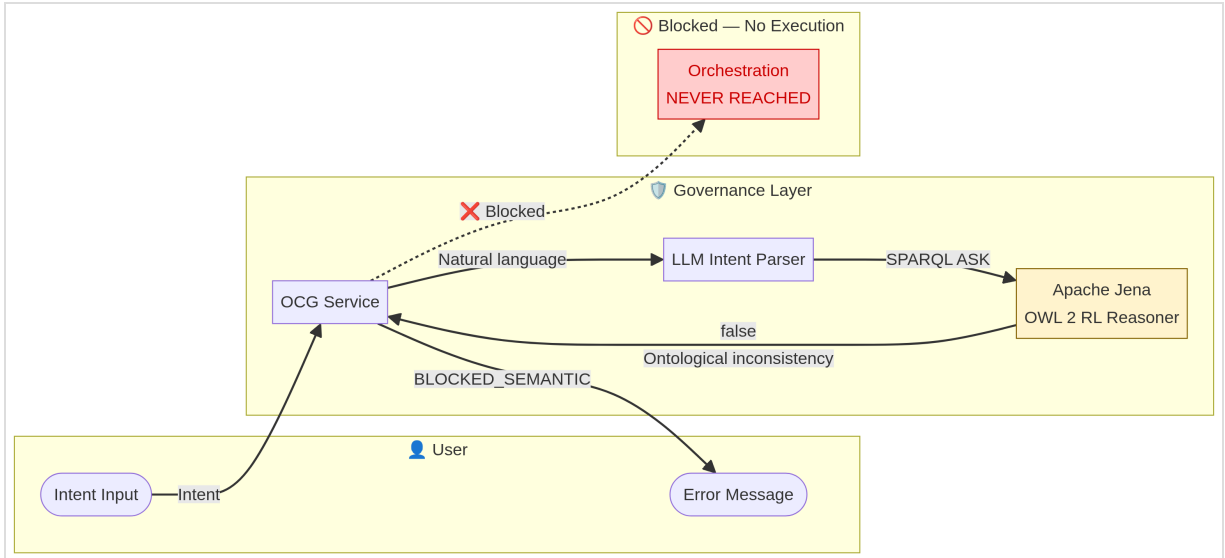 🚫 Blocked — No Execution
Orchestration
NEVER REACHED
🛡️ Governance Layer
❌ Blocked
Natural language
LLM Intent Parser
SPARQL ASK
Apache Jena
OWL 2 RL Reasoner
OCG Service
false
Ontological inconsistency
BLOCKED_SEMANTIC
👤 User
Intent Input
Intent
Error Message